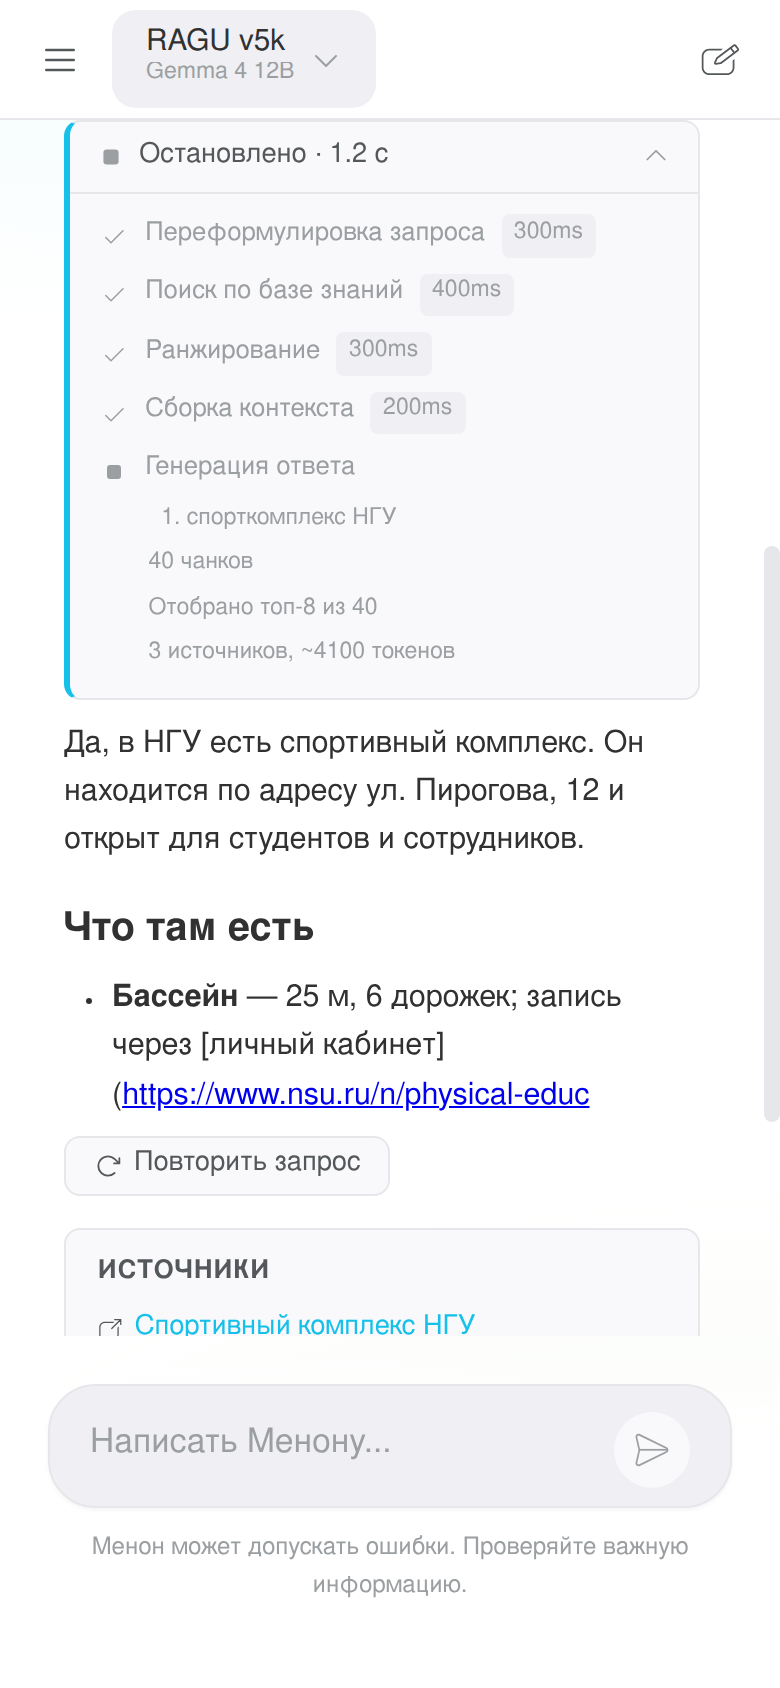 RAGU v5k
Gemma 4 12B
Остановлено · 1.2 с
Переформулировка запроса 300ms
Поиск по базе знаний 400ms
Ранжирование 300ms
Сборка контекста 200ms
Генерация ответа
1. спорткомплекс НГУ
40 чанков
Отобрано топ-8 из 40
3 источников, ~4100 токенов
Да, в НГУ есть спортивный комплекс. Он
находится по адресу ул. Пирогова, 12 и
открыт для студентов и сотрудников.
Что там есть
• Бассейн — 25 м, 6 дорожек; запись
через [личный кабинет]
(https://www.nsu.ru/n/physical-educ
Повторить запрос
ИСТОЧНИКИ
Спортивный комплекс НГУ
Написать Менону...
Менон может допускать ошибки. Проверяйте важную
информацию.